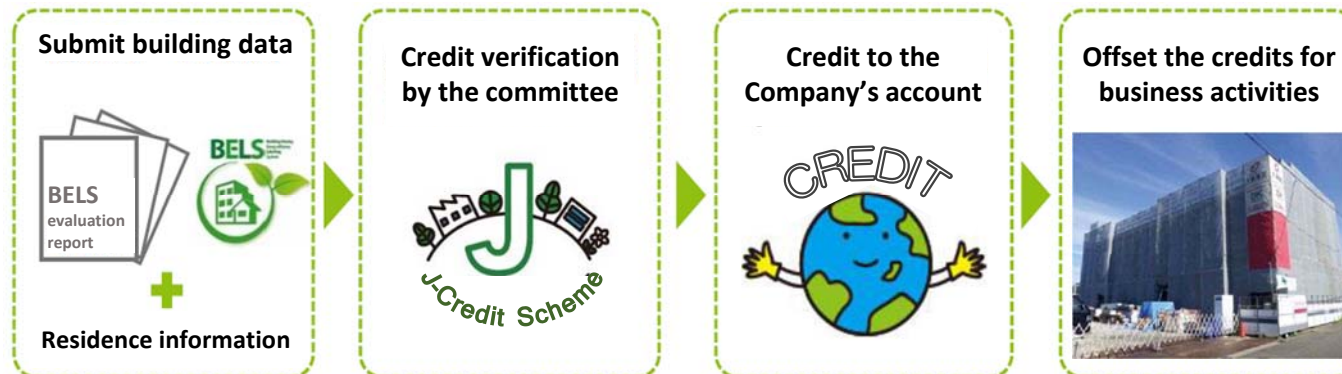 Submit building data
BELS
evaluation
report
BELS
Residence information
Credit verification
by the committee
J
J-Credit Scheme
Credit to the
Company's account
CREDIT
Offset the credits for
business activities